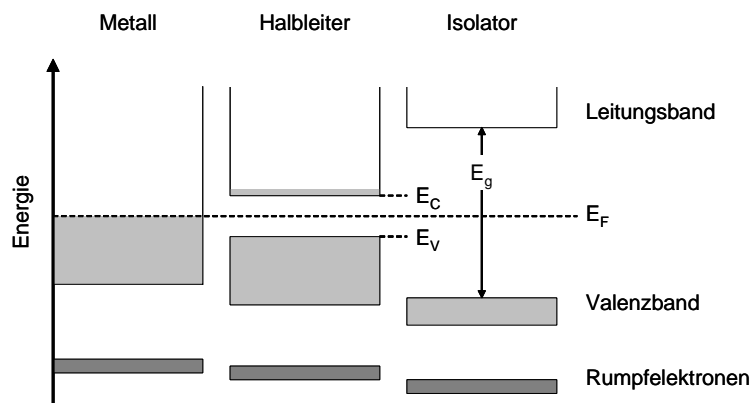 Metall
Halbleiter
Isolator
Energie
Leitungsband
E_g
E_C
E_F
E_V
Valenzband
Rumpfelektronen